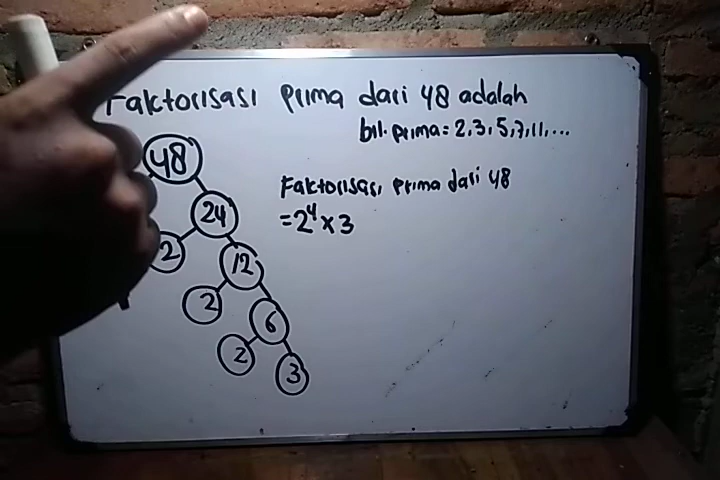 Faktorisasi Prima dari 48 adalah
bil. prima = 2, 3, 5, 7, 11, ...
48
Faktorisasi Prima dari 48
24
= 2⁴ x 3
2
12
2
6
2
3